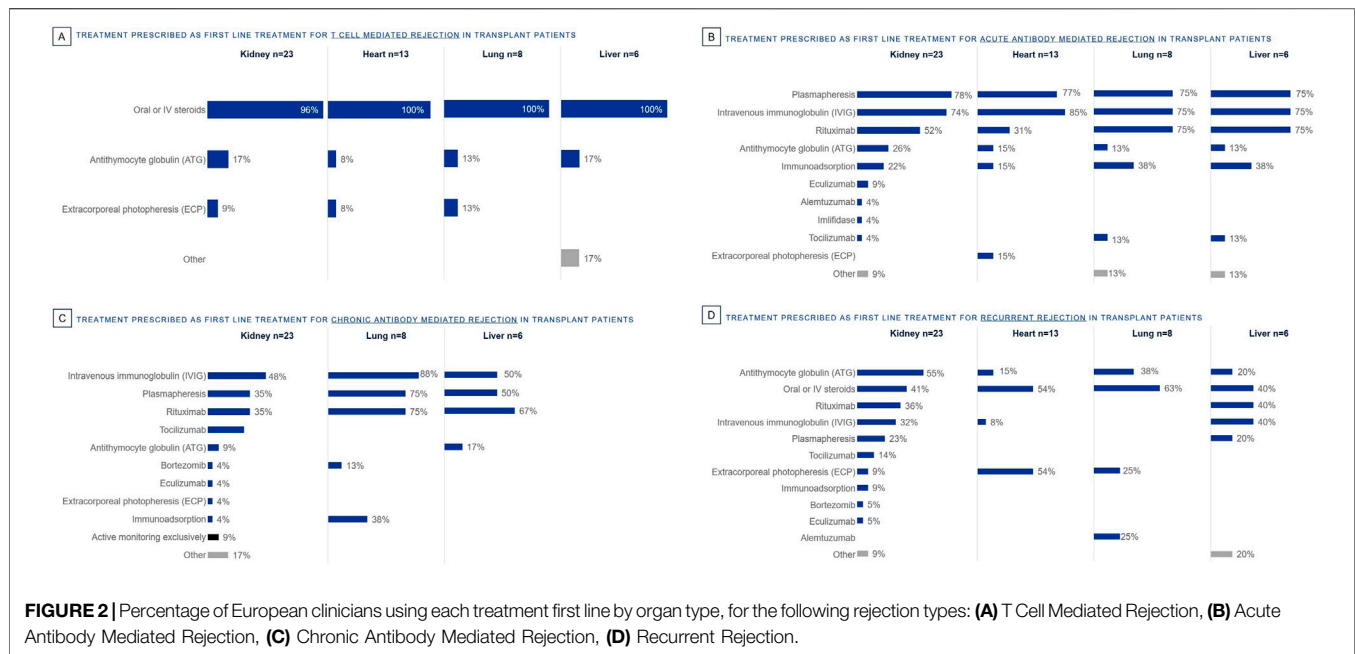 A TREATMENT PRESCRIBED AS FIRST LINE TREATMENT FOR T CELL MEDIATED REJECTION IN TRANSPLANT PATIENTS
Kidney n=23 Heart n=13 Lung n=8 Liver n=6
Oral or IV steroids 96% 100% 100% 100%
Antithymocyte globulin (ATG) 17% 8% 13% 17%
Extracorporeal photopheresis (ECP) 9% 8% 13%
Other 17%
B TREATMENT PRESCRIBED AS FIRST LINE TREATMENT FOR ACUTE ANTIBODY MEDIATED REJECTION IN TRANSPLANT PATIENTS
Kidney n=23 Heart n=13 Lung n=8 Liver n=6
Plasmapheresis 78% 77% 75% 75%
Intravenous immunoglobulin (IVIG) 74% 85% 75% 75%
Rituximab 52% 31% 75% 75%
Antithymocyte globulin (ATG) 26% 15% 13% 13%
Immunoadsorption 22% 15% 38% 38%
Eculizumab 9%
Alemtuzumab 4%
Imlifidase 4%
Tocilizumab 4% 13% 13%
Extracorporeal photopheresis (ECP) 15%
Other 9% 13% 13%
C TREATMENT PRESCRIBED AS FIRST LINE TREATMENT FOR CHRONIC ANTIBODY MEDIATED REJECTION IN TRANSPLANT PATIENTS
Kidney n=23 Lung n=8 Liver n=6
Intravenous immunoglobulin (IVIG) 48% 88% 50%
Plasmapheresis 35% 75% 50%
Rituximab 35% 75% 67%
Tocilizumab
Antithymocyte globulin (ATG) 9% 17%
Bortezomib 4% 13%
Eculizumab 4%
Extracorporeal photopheresis (ECP) 4%
Immunoadsorption 4% 38%
Active monitoring exclusively 9%
Other 17%
D TREATMENT PRESCRIBED AS FIRST LINE TREATMENT FOR RECURRENT REJECTION IN TRANSPLANT PATIENTS
Kidney n=23 Heart n=13 Lung n=8 Liver n=6
Antithymocyte globulin (ATG) 55% 15% 38% 20%
Oral or IV steroids 41% 54% 63% 40%
Rituximab 36% 40%
Intravenous immunoglobulin (IVIG) 32% 8% 40%
Plasmapheresis 23% 20%
Tocilizumab 14%
Extracorporeal photopheresis (ECP) 9% 54% 25%
Immunoadsorption 9%
Bortezomib 5%
Eculizumab 5%
Alemtuzumab 25%
Other 9% 20%
FIGURE 2 | Percentage of European clinicians using each treatment first line by organ type, for the following rejection types: (A) T Cell Mediated Rejection, (B) Acute
Antibody Mediated Rejection, (C) Chronic Antibody Mediated Rejection, (D) Recurrent Rejection.